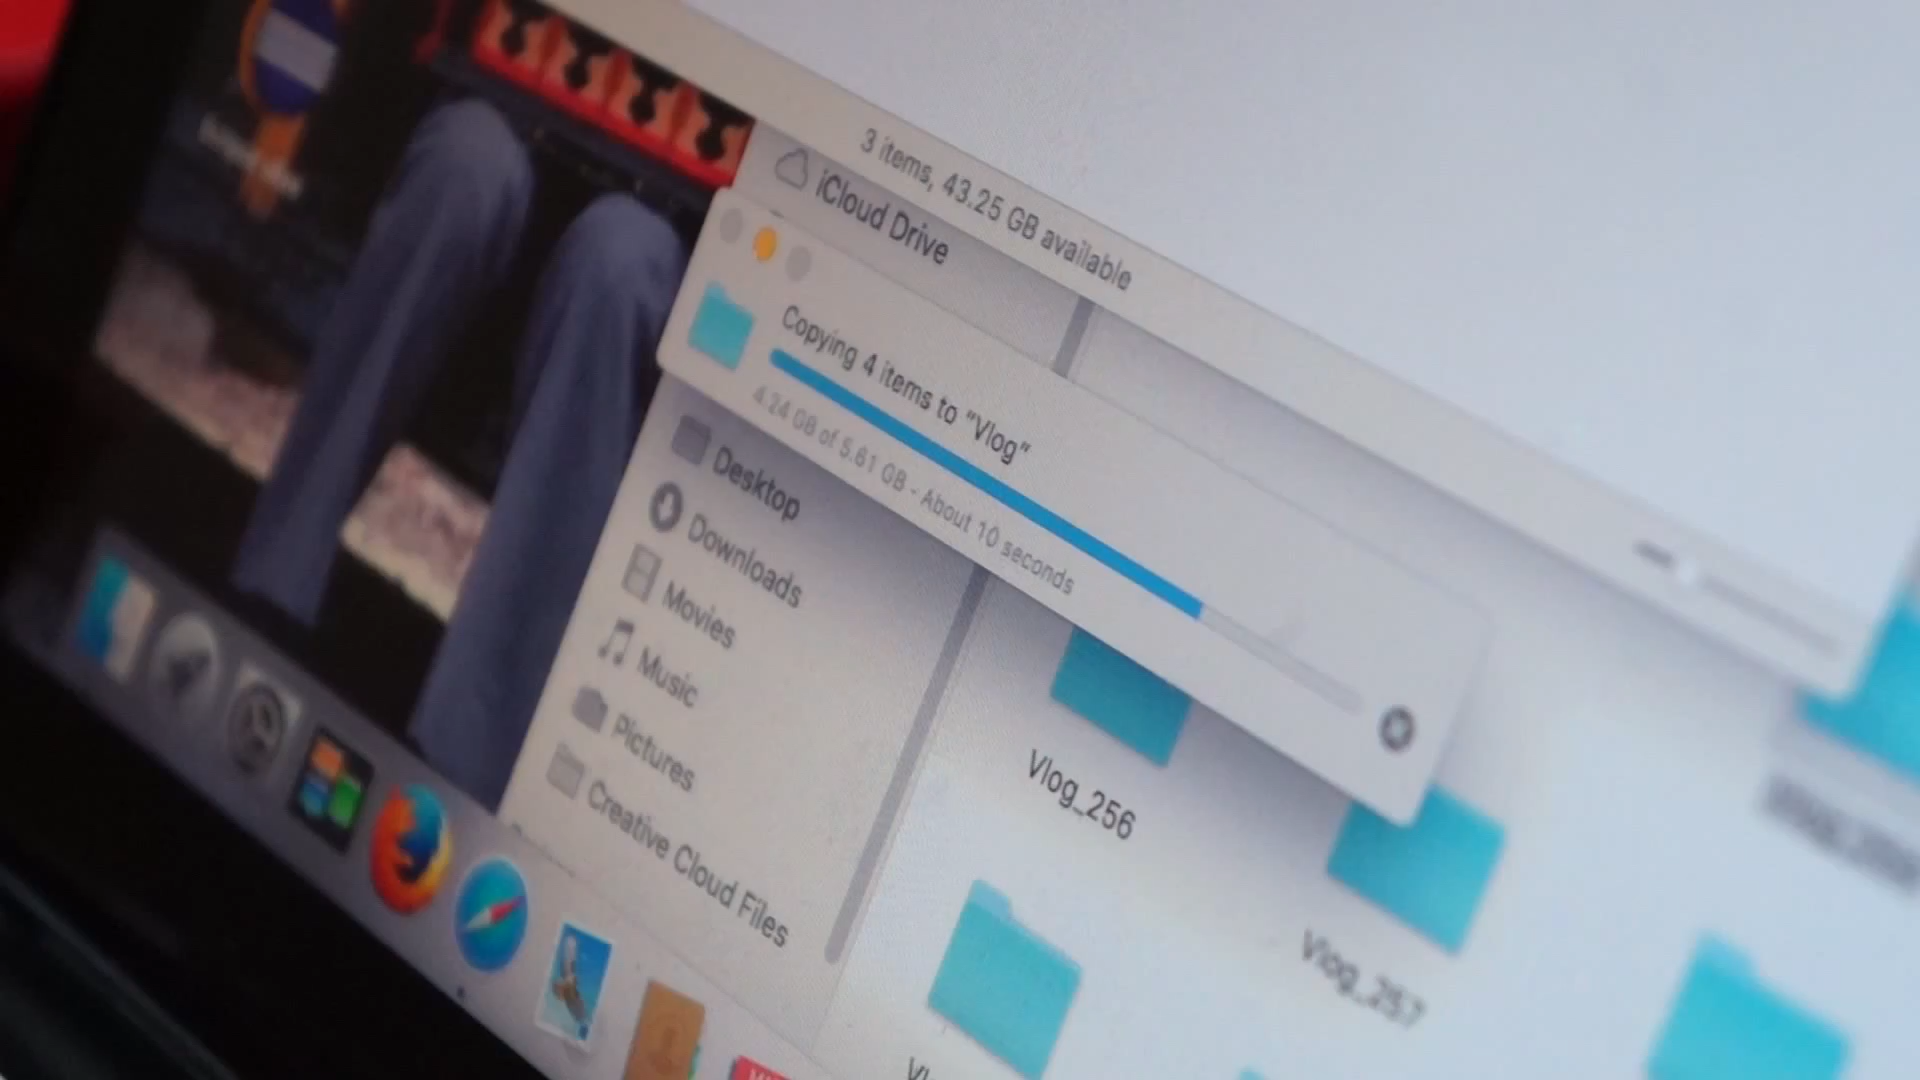 3 items, 43.25 GB available
iCloud Drive
Copying 4 items to "Vlog"
4.24 GB of 5.61 GB - About 10 seconds
Desktop
Downloads
Movies
Music
Pictures
Creative Cloud Files
Vlog_256
Vlog_257